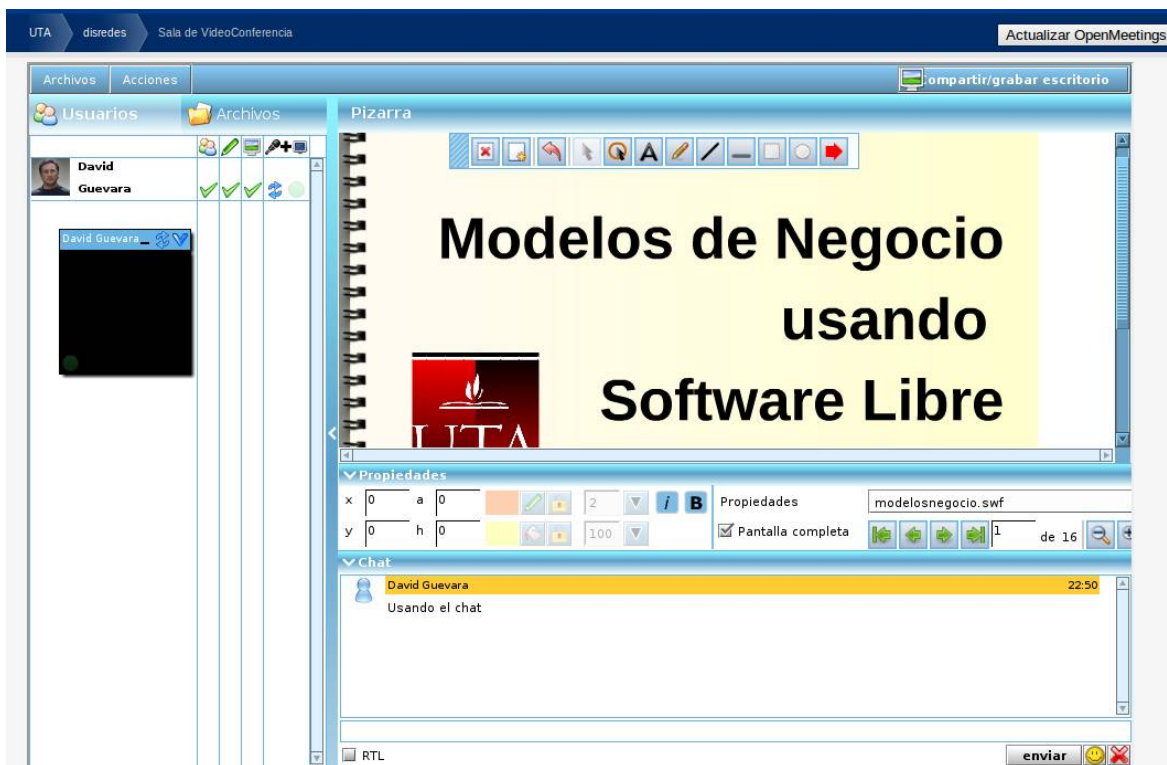 UTA disredes Sala de VideoConferencia
Actualizar OpenMeetings
Archivos Acciones
ompartir/grabar escritorio
Usuarios Archivos
Pizarra
David
Guevara
David Guevara
A
Modelos de Negocio
usando
Software Libre
UTA
Propiedades
x 0 a 0 2 i B Propiedades modelosnegocio.swf
y 0 h 0 100 Pantalla completa 1 de 16
Chat
David Guevara 22:50
Usando el chat
RTL enviar